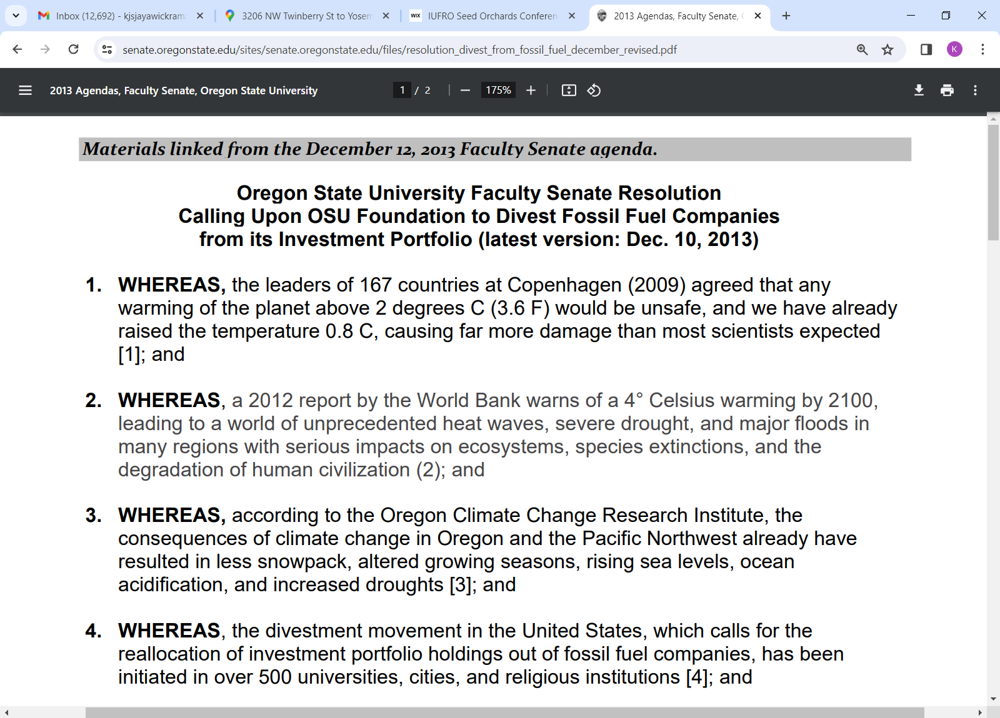 Inbox (12,692) - kjsjayawickram
3206 NW Twinberry St to Yosem
WIX
IUFRO Seed Orchards Conferen
2013 Agendas, Faculty Senate,
senate.oregonstate.edu/sites/senate.oregonstate.edu/files/resolution_divest_from_fossil_fuel_december_revised.pdf
K
2013 Agendas, Faculty Senate, Oregon State University
1 / 2
175%
Materials linked from the December 12, 2013 Faculty Senate agenda.
Oregon State University Faculty Senate Resolution
Calling Upon OSU Foundation to Divest Fossil Fuel Companies
from its Investment Portfolio (latest version: Dec. 10, 2013)
1. WHEREAS, the leaders of 167 countries at Copenhagen (2009) agreed that any
warming of the planet above 2 degrees C (3.6 F) would be unsafe, and we have already
raised the temperature 0.8 C, causing far more damage than most scientists expected
[1]; and
2. WHEREAS, a 2012 report by the World Bank warns of a 4° Celsius warming by 2100,
leading to a world of unprecedented heat waves, severe drought, and major floods in
many regions with serious impacts on ecosystems, species extinctions, and the
degradation of human civilization (2); and
3. WHEREAS, according to the Oregon Climate Change Research Institute, the
consequences of climate change in Oregon and the Pacific Northwest already have
resulted in less snowpack, altered growing seasons, rising sea levels, ocean
acidification, and increased droughts [3]; and
4. WHEREAS, the divestment movement in the United States, which calls for the
reallocation of investment portfolio holdings out of fossil fuel companies, has been
initiated in over 500 universities, cities, and religious institutions [4]; and